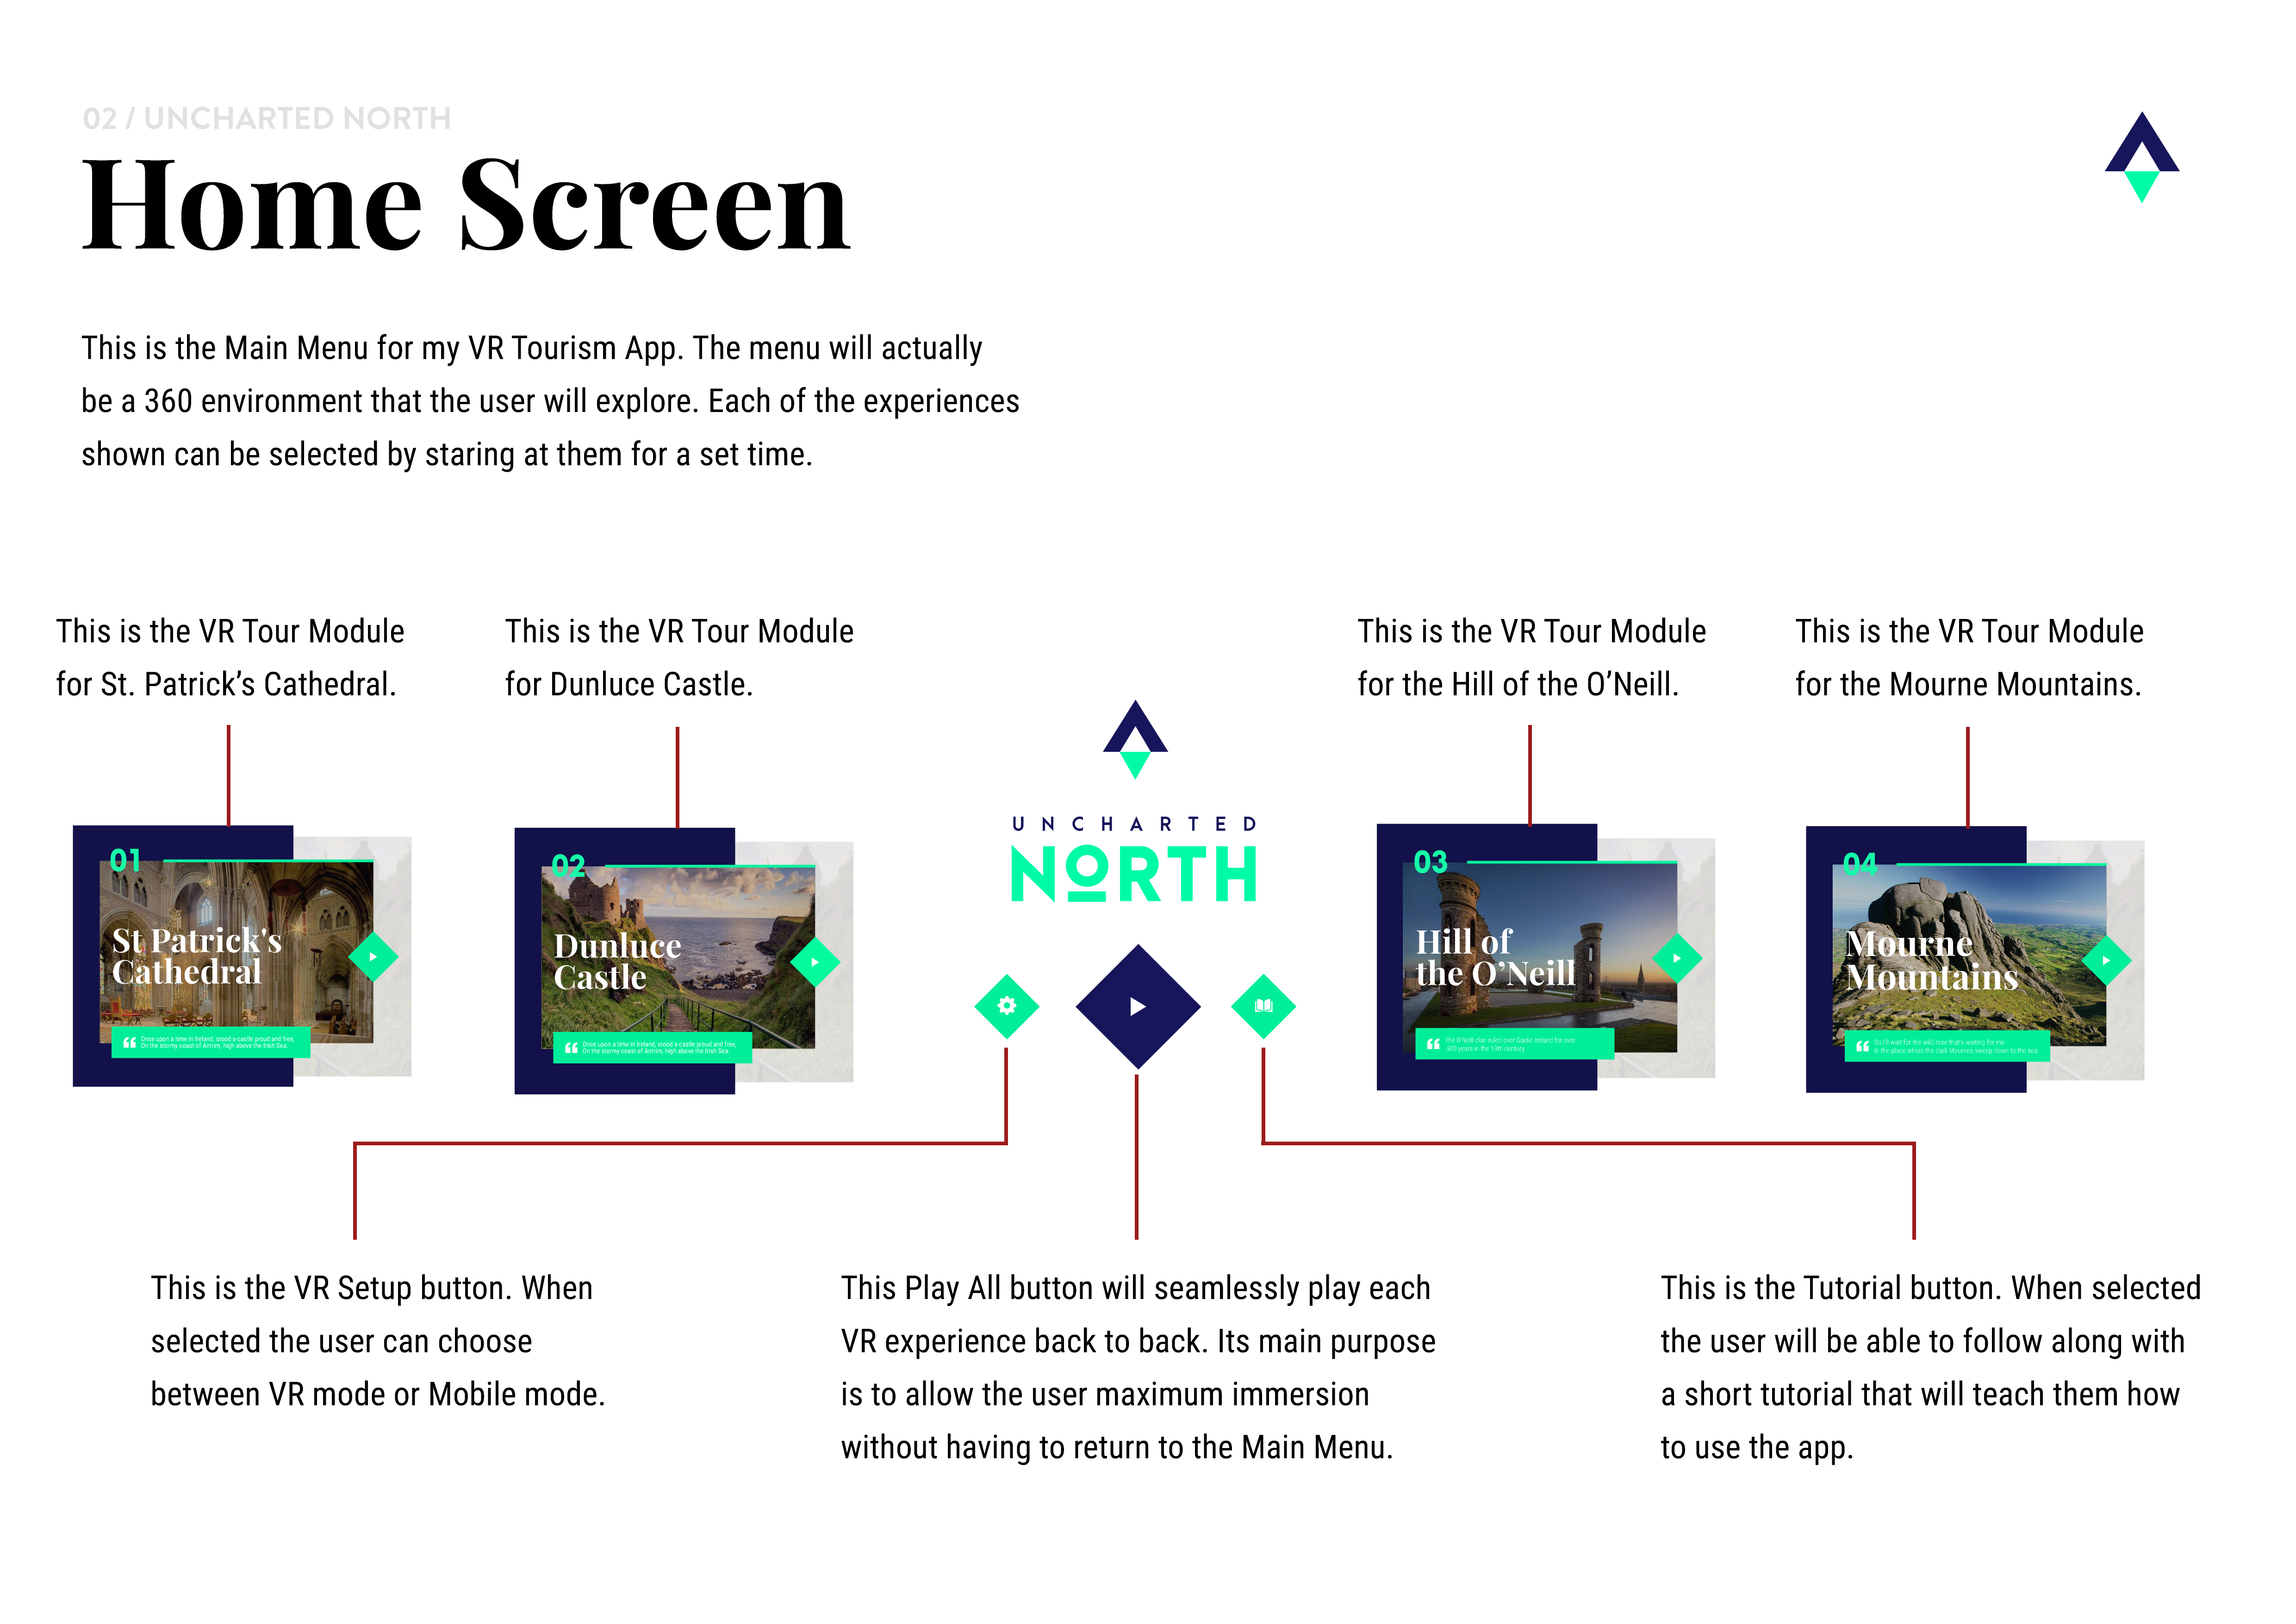 02 / UNCHARTED NORTH
Home Screen
This is the Main Menu for my VR Tourism App. The menu will actually
be a 360 environment that the user will explore. Each of the experiences
shown can be selected by staring at them for a set time.
This is the VR Tour Module
for St. Patrick’s Cathedral.
This is the VR Tour Module
for Dunluce Castle.
This is the VR Tour Module
for the Hill of the O’Neill.
This is the VR Tour Module
for the Mourne Mountains.
01
St Patrick's
Cathedral
Once upon a time in Ireland, stood a castle proud and free,
On the stormy coast of Antrim, high above the Irish Sea.
02
Dunluce
Castle
Once upon a time in Ireland, stood a castle proud and free,
On the stormy coast of Antrim, high above the Irish Sea.
UNCHARTED
NORTH
03
Hill of
the O’Neill
The O'Neill clan ruled over Gaelic Ireland for over
300 years in the 13th century
04
Mourne
Mountains
So I'll wait for the wild rose that's waiting for me
In the place where the dark Mournes sweep down to the sea.
This is the VR Setup button. When
selected the user can choose
between VR mode or Mobile mode.
This Play All button will seamlessly play each
VR experience back to back. Its main purpose
is to allow the user maximum immersion
without having to return to the Main Menu.
This is the Tutorial button. When selected
the user will be able to follow along with
a short tutorial that will teach them how
to use the app.